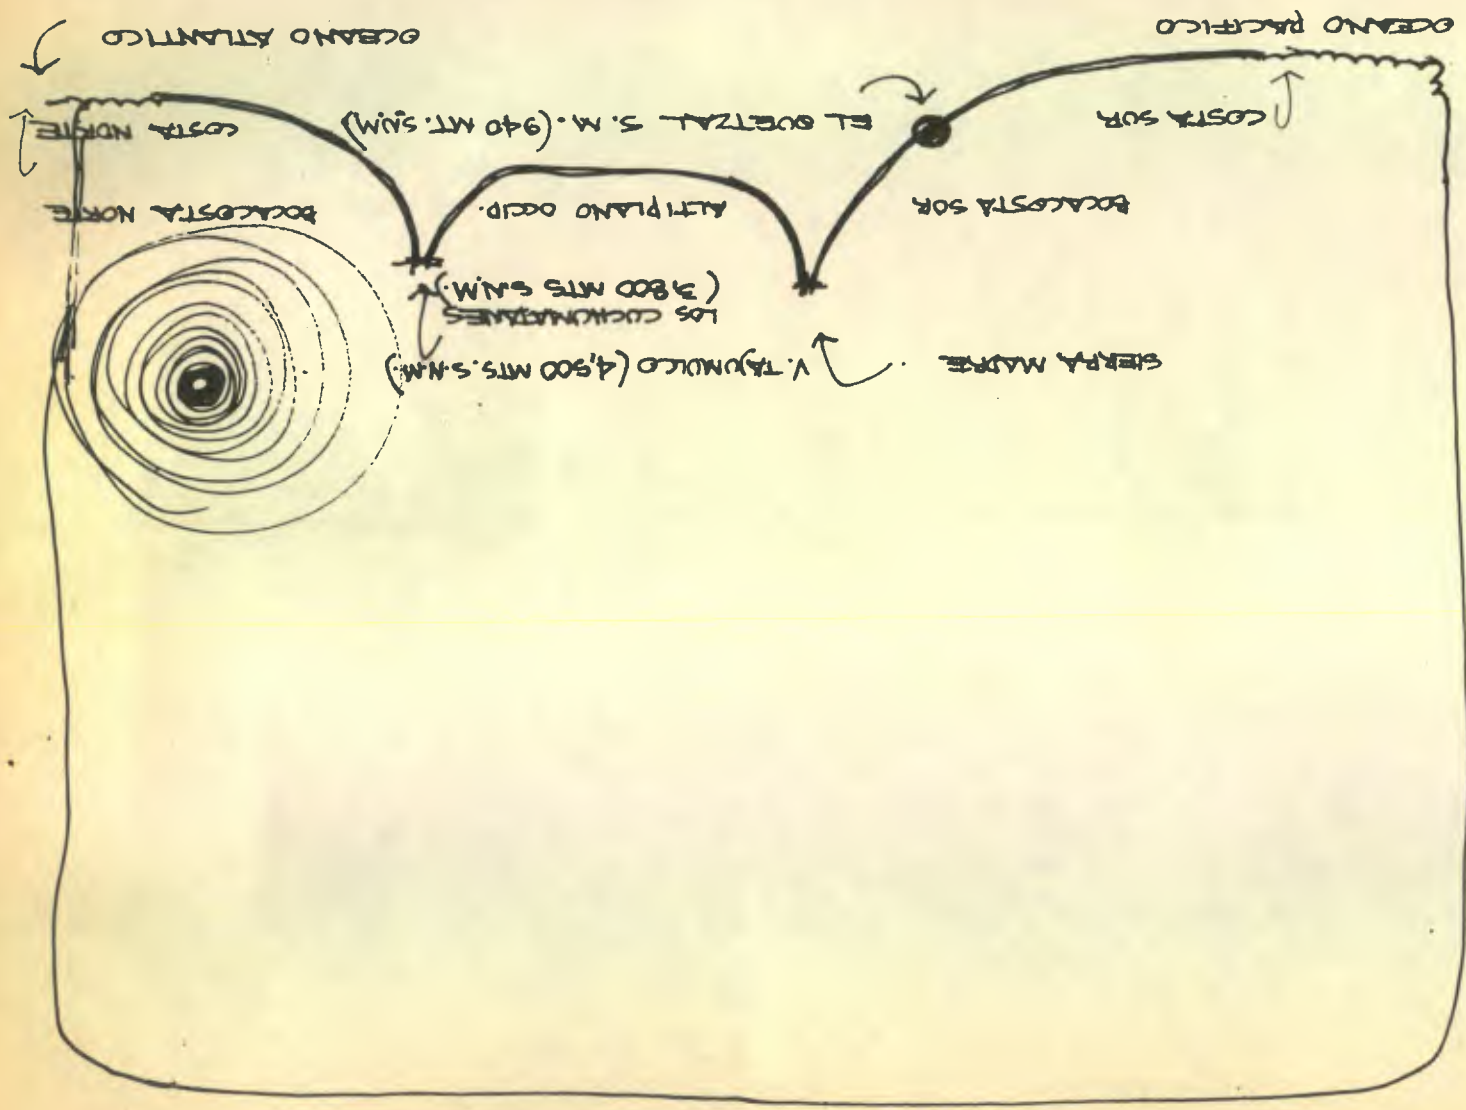 SIERRA MADRE
V. TAJUMULCO (4,500 MTS. S.N.M.)
LOS CUCHUMATANES
(3,800 MTS S.N.M.)
BOCACOSTA SUR
ALTIPLANO OCCID.
BOCACOSTA NORTE
COSTA SUR
EL QUETZAL S. M. (940 MT. S.N.M)
COSTA NORTE
OCEANO PACIFICO
OCEANO ATLANTICO